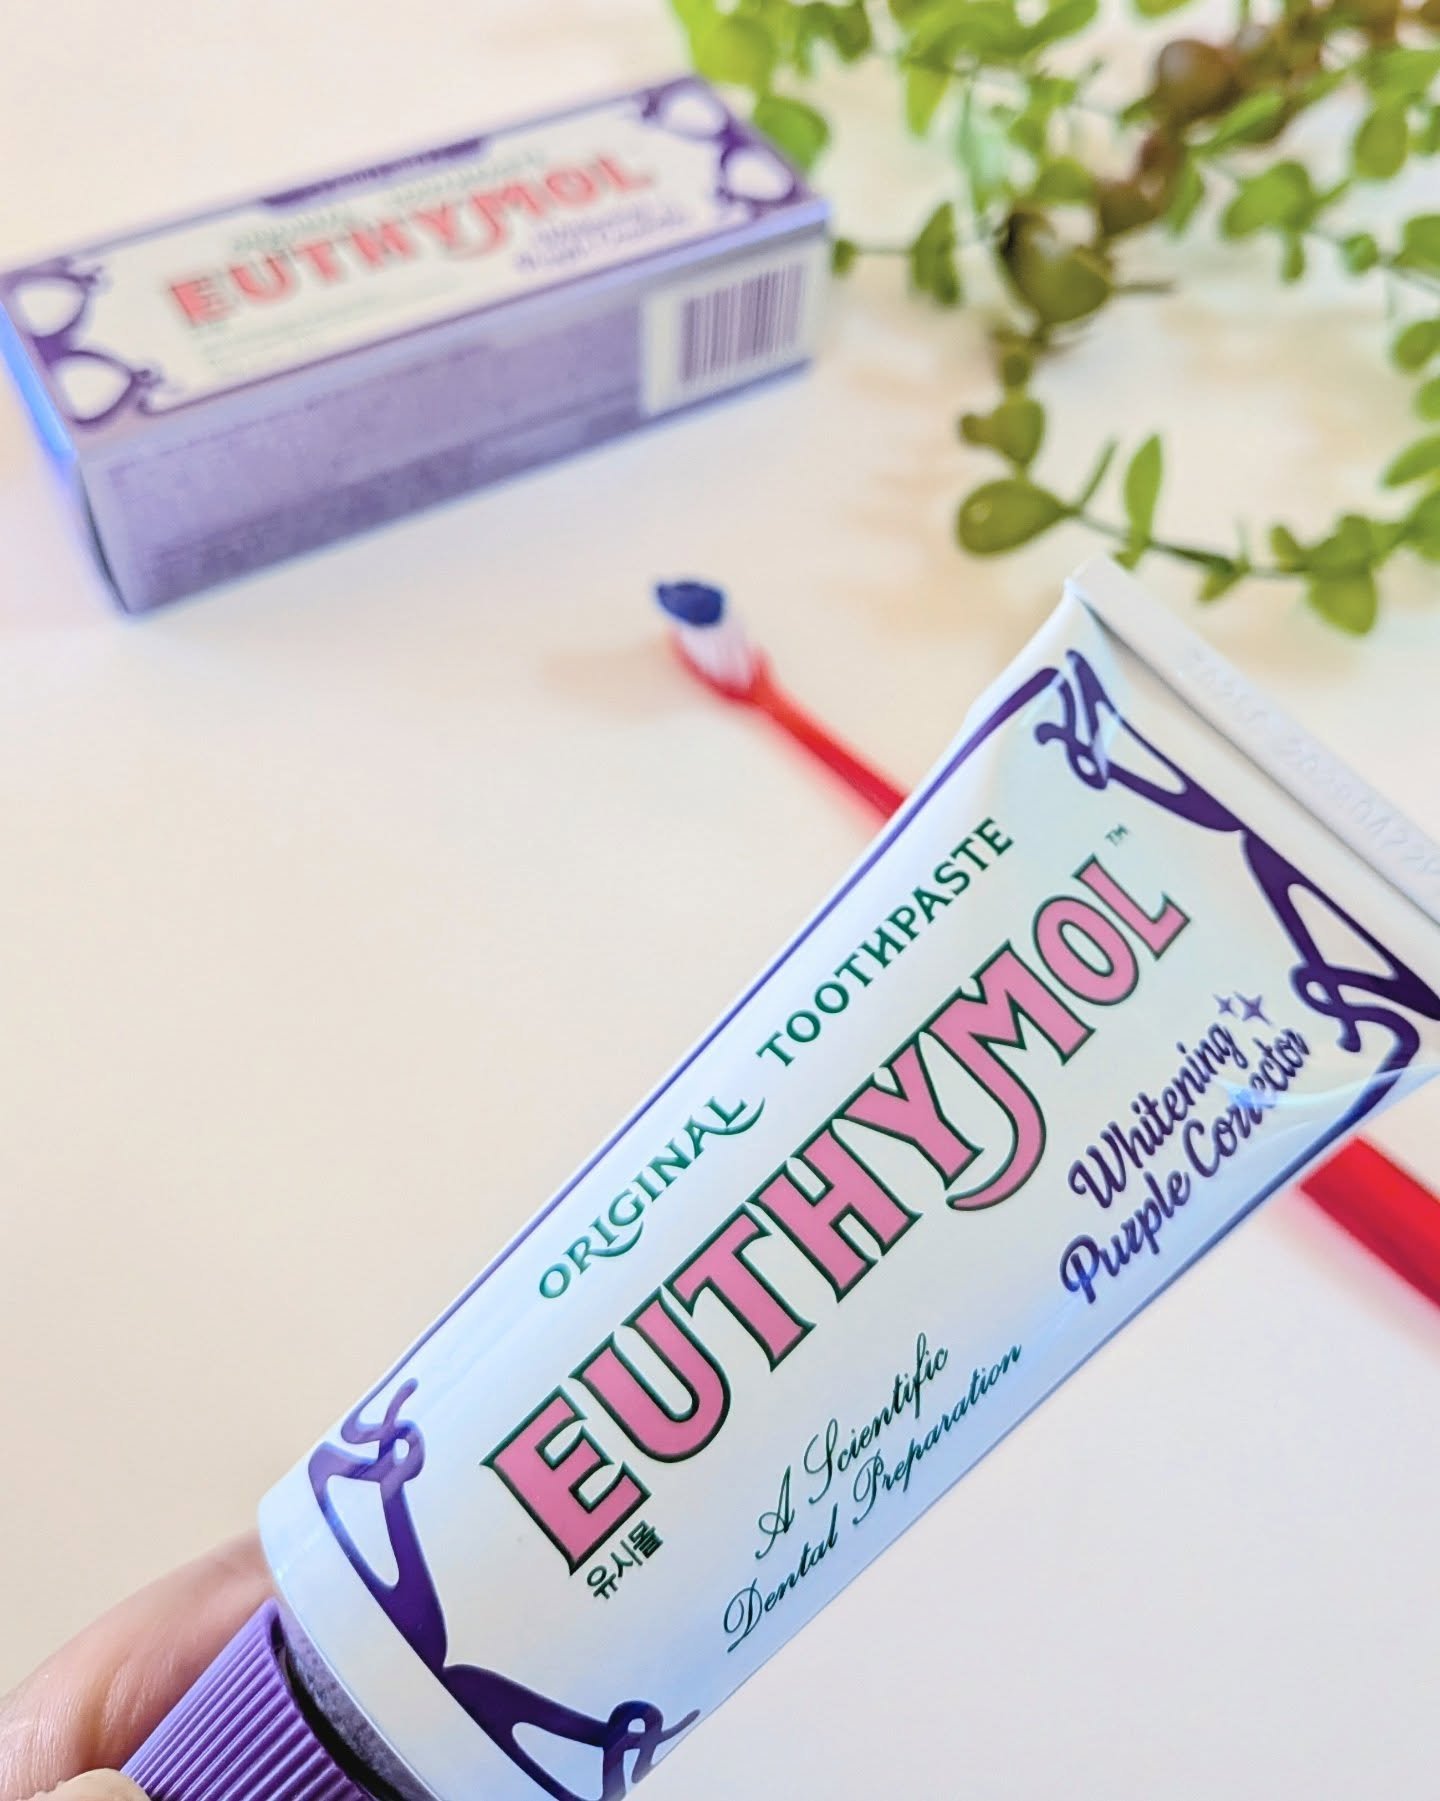 EUTHYMOL
ORIGINAL TOOTHPASTE
EUTHYMOL™
Whitening
Purple Corrector
유시몰
A Scientific
Dental Preparation